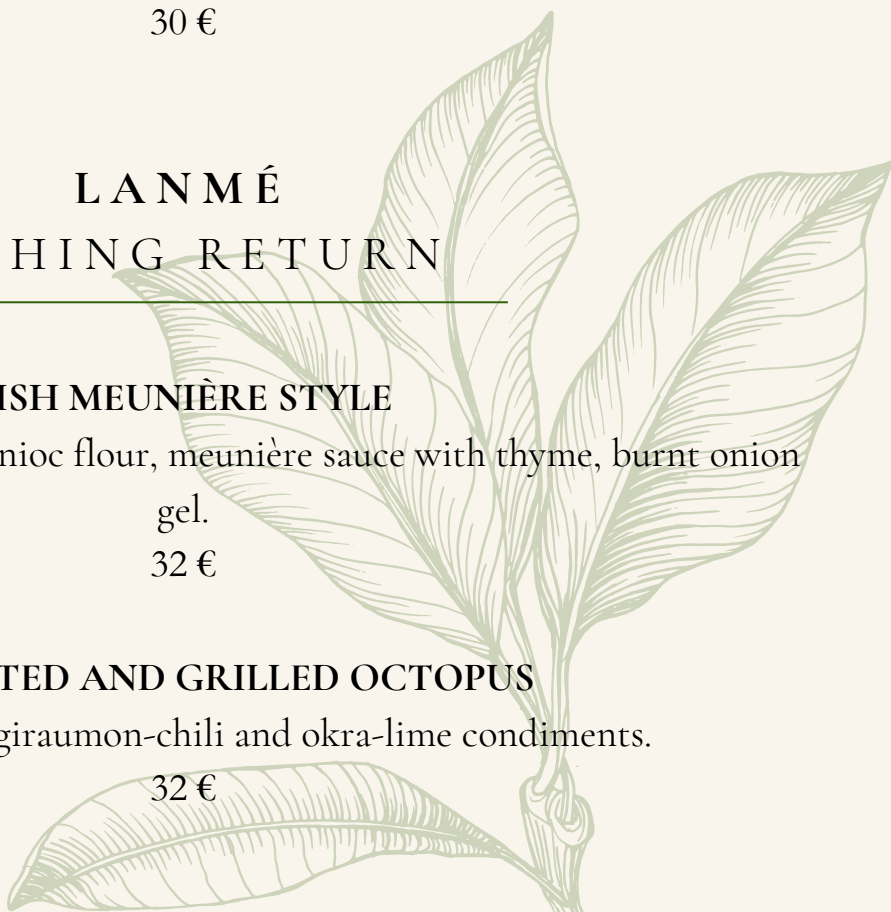 30 €
LANMÉ
HING RETURN
ISH MEUNIÈRE STYLE
nioc flour, meunière sauce with thyme, burnt onion
gel.
32 €
TED AND GRILLED OCTOPUS
giraumon-chili and okra-lime condiments.
32 €